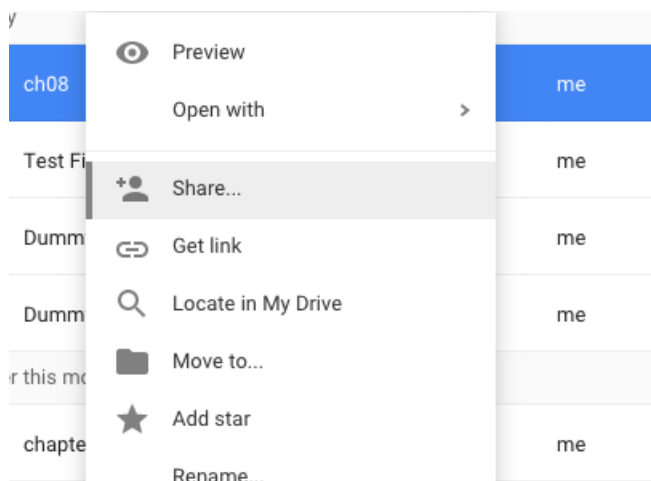 y
Preview
ch08 me
Open with
Test Fi me
Share...
Dumm me
Get link
Locate in My Drive
Dumm me
Move to...
r this mo
Add star
chapte me
Rename...